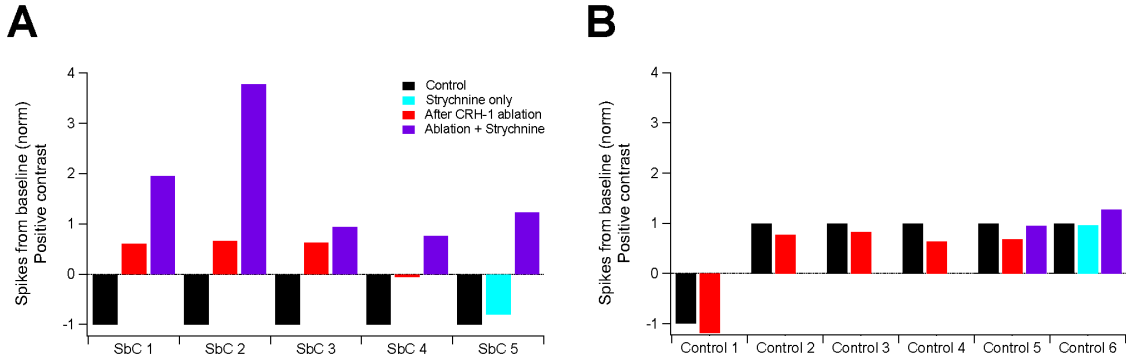 A
Spikes from baseline (norm)
Positive contrast
4
3
2
1
0
-1
Control
Strychnine only
After CRH-1 ablation
Ablation + Strychnine
SbC 1
SbC 2
SbC 3
SbC 4
SbC 5
B
Spikes from baseline (norm)
Positive contrast
4
3
2
1
0
-1
Control 1
Control 2
Control 3
Control 4
Control 5
Control 6